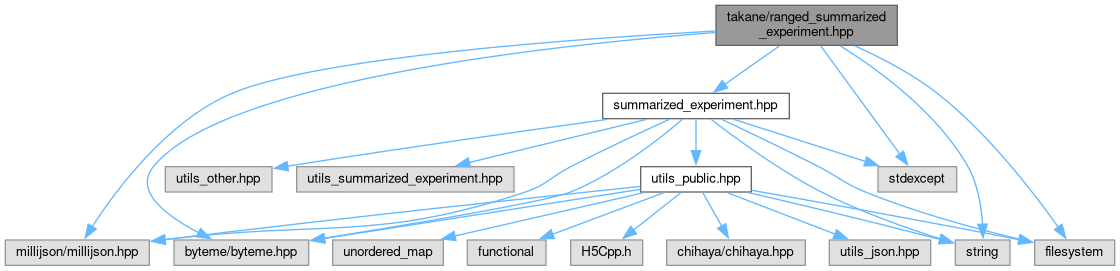 takane/ranged_summarized
_experiment.hpp
summarized_experiment.hpp
utils_other.hpp
utils_summarized_experiment.hpp
utils_public.hpp
stdexcept
millijson/millijson.hpp
byteme/byteme.hpp
unordered_map
functional
H5Cpp.h
chihaya/chihaya.hpp
utils_json.hpp
string
filesystem